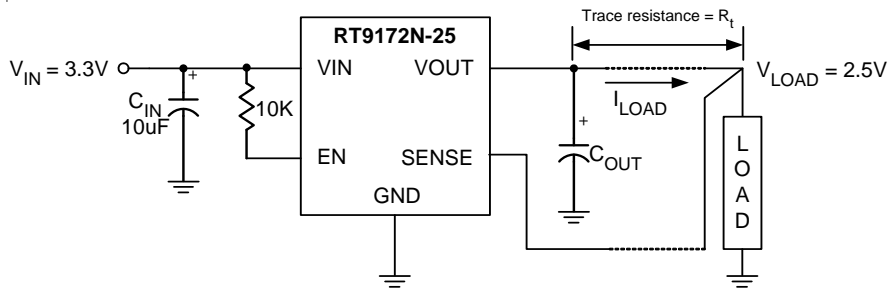 Trace resistance = Rt
RT9172N-25
VIN = 3.3V
VIN
VOUT
VLOAD = 2.5V
+
CIN
10uF
10K
ILOAD
+
COUT
EN
SENSE
GND
L
O
A
D